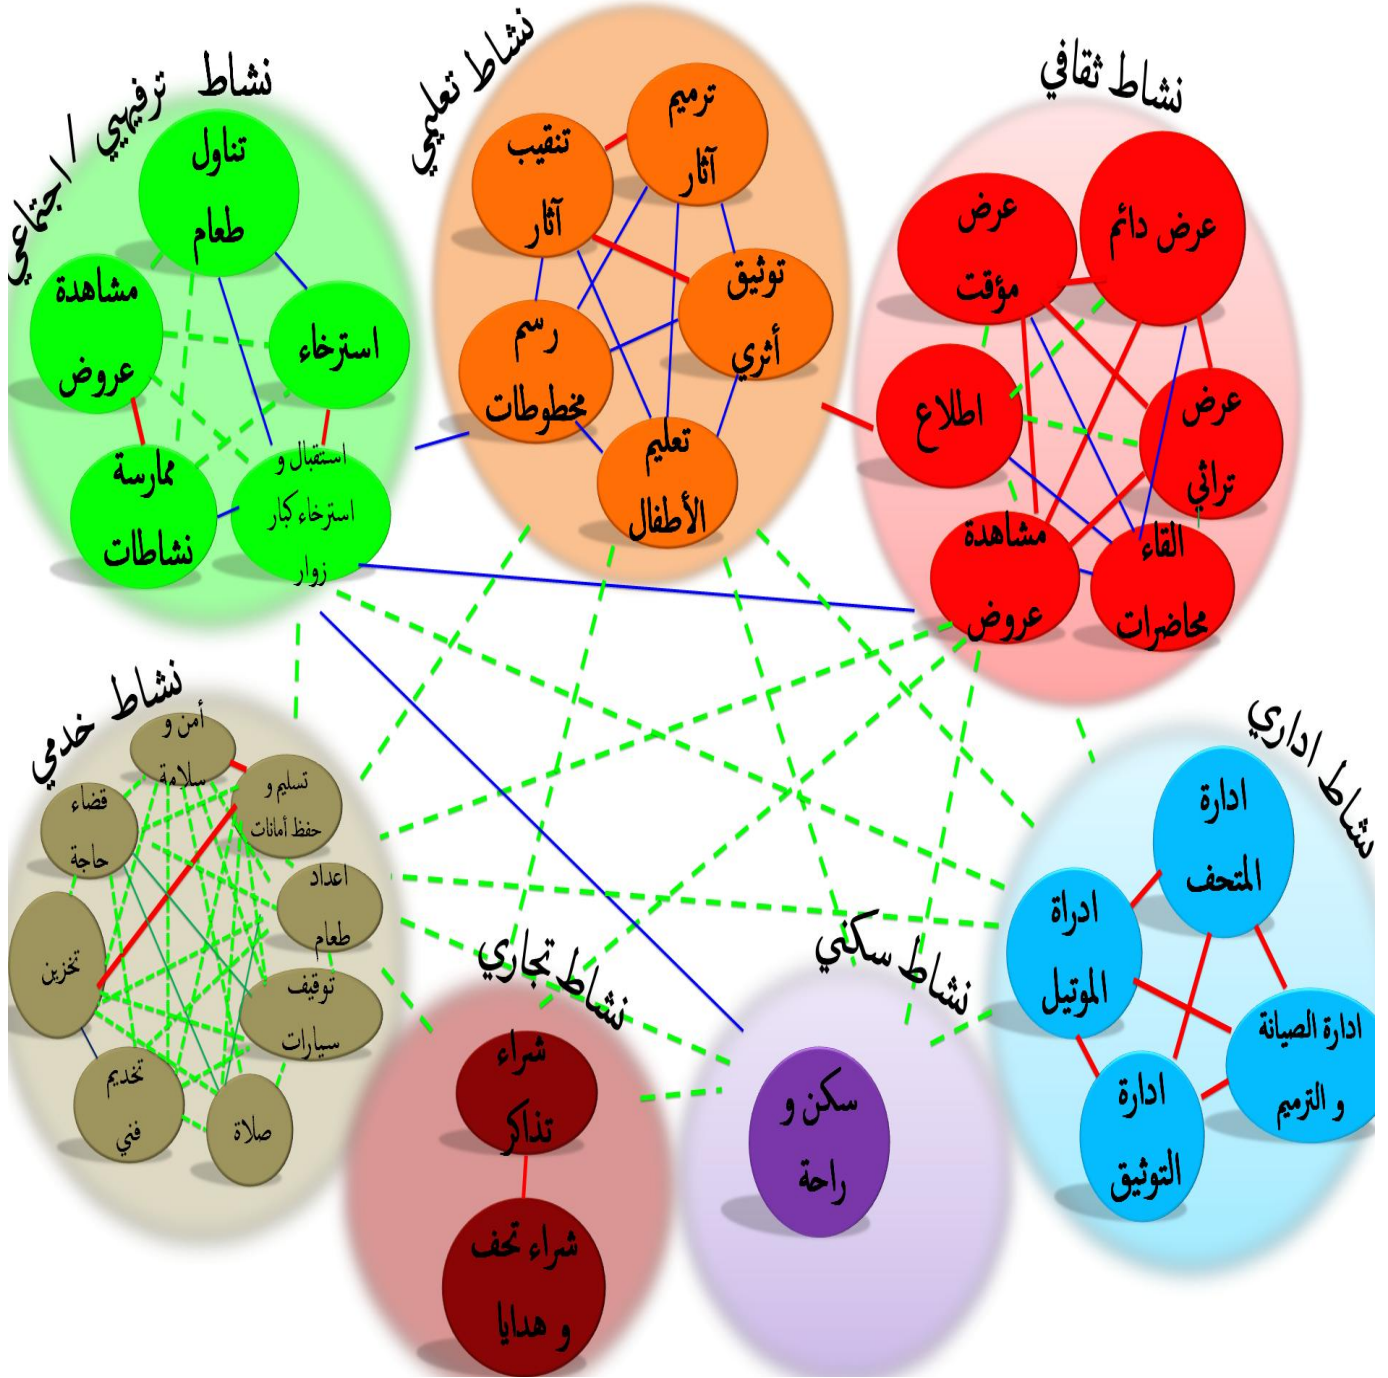 نشاط ثقافي
عرض
مؤقت
عرض دائم
اطلاع
عرض
تراثي
مشاهدة
عروض
القاء
محاضرات
نشاط تعليمي
ترميم
آثار
تنقيب
آثار
توثيق
أثري
رسم
مخطوطات
تعليم
الأطفال
نشاط ترفيهيي / اجتماعي
تناول
طعام
مشاهدة
عروض
استرخاء
ممارسة
نشاطات
استقبال و
استرخاء كبار
زوار
نشاط اداري
ادارة
المتحف
ادراة
الموتيل
ادارة الصيانة
و الترميم
ادارة
التوثيق
نشاط سكني
سكن و
راحة
نشاط تجاري
شراء
تذاكر
شراء تحف
و هدايا
نشاط خدمي
أمن و
سلامة
تسليم و
حفظ أمانات
قضاء
حاجة
اعداد
طعام
تخزين
توقيف
سيارات
تخديم
فني
صلاة